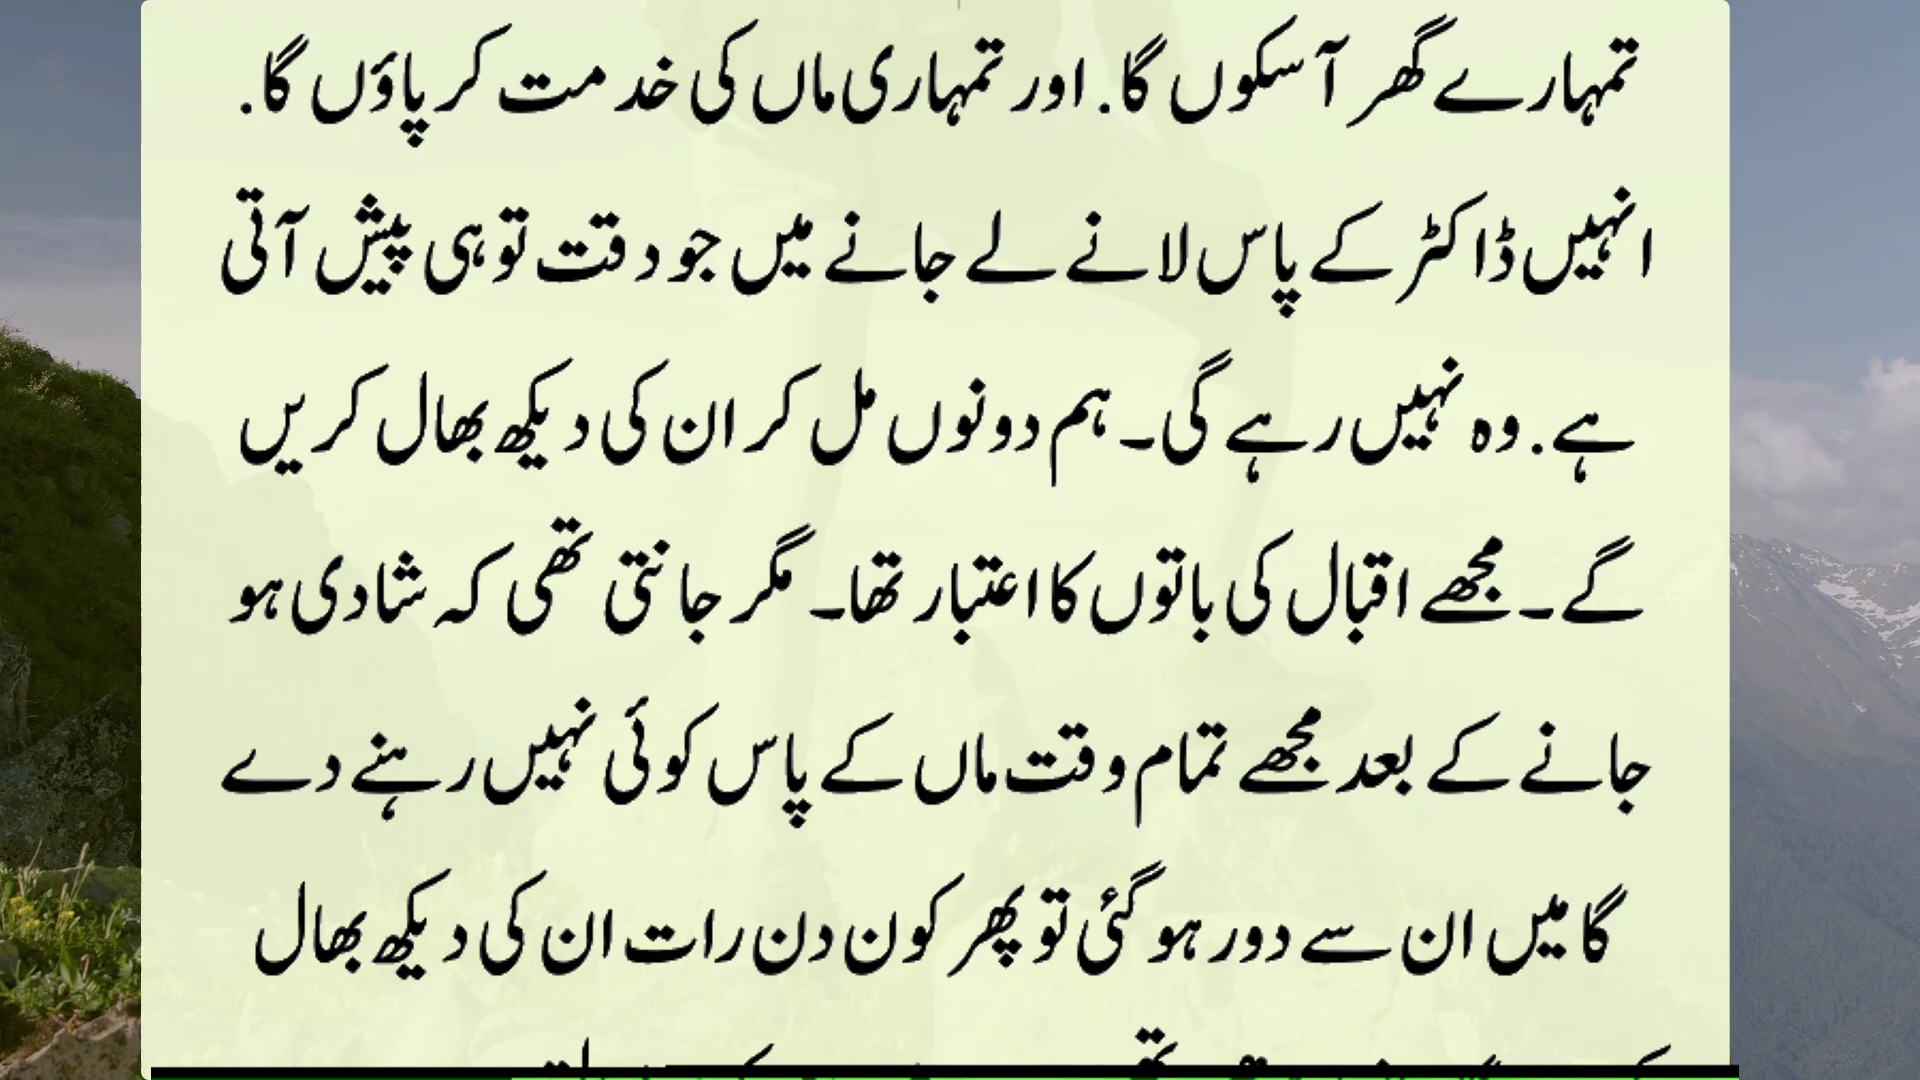 تمہارے گھر آ سکوں گا. اور تمہاری ماں کی خدمت کر پاؤں گا.
انہیں ڈاکٹر کے پاس لانے لے جانے میں جو دقت تو ہی پیش آتی
ہے. وہ نہیں رہے گی۔ ہم دونوں مل کر ان کی دیکھ بھال کریں
گے۔ مجھے اقبال کی باتوں کا اعتبار تھا۔ مگر جانتی تھی کہ شادی ہو
جانے کے بعد مجھے تمام وقت ماں کے پاس کوئی نہیں رہنے دے
گا میں ان سے دور ہو گئی تو پھر کون دن رات ان کی دیکھ بھال